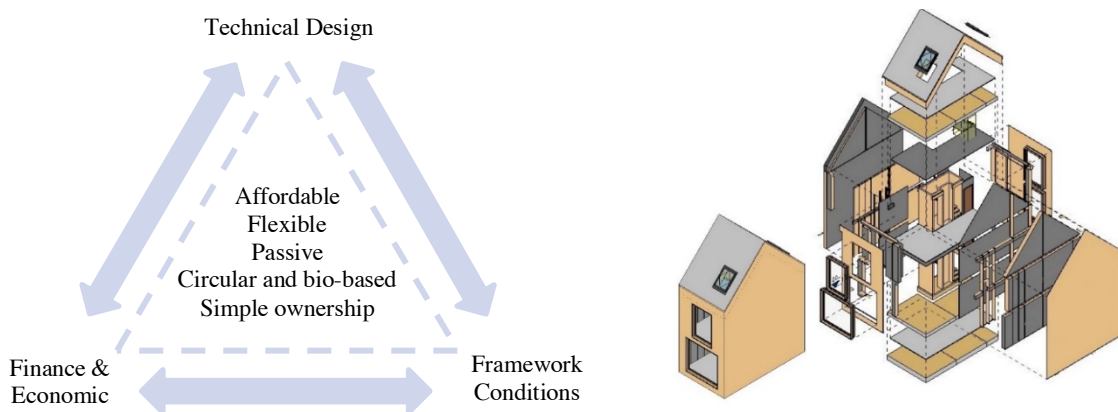 Technical Design
Affordable
Flexible
Passive
Circular and bio-based
Simple ownership
Finance &
Economic
Framework
Conditions